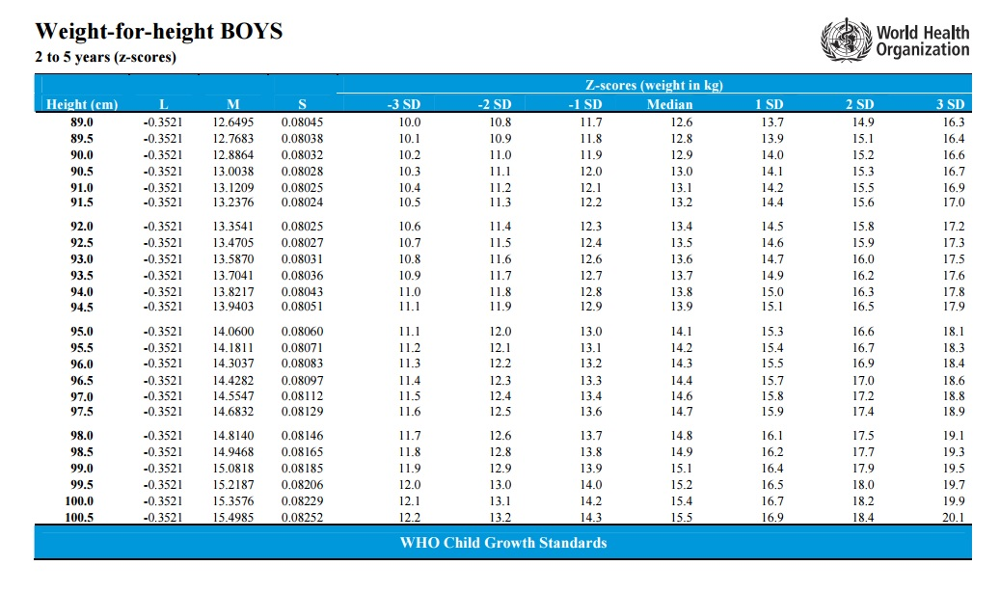 Weight-for-height BOYS
2 to 5 years (z-scores)
World Health
Organization
Z-scores (weight in kg)
Height (cm) L M S -3 SD -2 SD -1 SD Median 1 SD 2 SD 3 SD
89.0 -0.3521 12.6495 0.08045 10.0 10.8 11.7 12.6 13.7 14.9 16.3
89.5 -0.3521 12.7683 0.08038 10.1 10.9 11.8 12.8 13.9 15.1 16.4
90.0 -0.3521 12.8864 0.08032 10.2 11.0 11.9 12.9 14.0 15.2 16.6
90.5 -0.3521 13.0038 0.08028 10.3 11.1 12.0 13.0 14.1 15.3 16.7
91.0 -0.3521 13.1209 0.08025 10.4 11.2 12.1 13.1 14.2 15.5 16.9
91.5 -0.3521 13.2376 0.08024 10.5 11.3 12.2 13.2 14.4 15.6 17.0
92.0 -0.3521 13.3541 0.08025 10.6 11.4 12.3 13.4 14.5 15.8 17.2
92.5 -0.3521 13.4705 0.08027 10.7 11.5 12.4 13.5 14.6 15.9 17.3
93.0 -0.3521 13.5870 0.08031 10.8 11.6 12.6 13.6 14.7 16.0 17.5
93.5 -0.3521 13.7041 0.08036 10.9 11.7 12.7 13.7 14.9 16.2 17.6
94.0 -0.3521 13.8217 0.08043 11.0 11.8 12.8 13.8 15.0 16.3 17.8
94.5 -0.3521 13.9403 0.08051 11.1 11.9 12.9 13.9 15.1 16.5 17.9
95.0 -0.3521 14.0600 0.08060 11.1 12.0 13.0 14.1 15.3 16.6 18.1
95.5 -0.3521 14.1811 0.08071 11.2 12.1 13.1 14.2 15.4 16.7 18.3
96.0 -0.3521 14.3037 0.08083 11.3 12.2 13.2 14.3 15.5 16.9 18.4
96.5 -0.3521 14.4282 0.08097 11.4 12.3 13.3 14.4 15.7 17.0 18.6
97.0 -0.3521 14.5547 0.08112 11.5 12.4 13.4 14.6 15.8 17.2 18.8
97.5 -0.3521 14.6832 0.08129 11.6 12.5 13.6 14.7 15.9 17.4 18.9
98.0 -0.3521 14.8140 0.08146 11.7 12.6 13.7 14.8 16.1 17.5 19.1
98.5 -0.3521 14.9468 0.08165 11.8 12.8 13.8 14.9 16.2 17.7 19.3
99.0 -0.3521 15.0818 0.08185 11.9 12.9 13.9 15.1 16.4 17.9 19.5
99.5 -0.3521 15.2187 0.08206 12.0 13.0 14.0 15.2 16.5 18.0 19.7
100.0 -0.3521 15.3576 0.08229 12.1 13.1 14.2 15.4 16.7 18.2 19.9
100.5 -0.3521 15.4985 0.08252 12.2 13.2 14.3 15.5 16.9 18.4 20.1
WHO Child Growth Standards